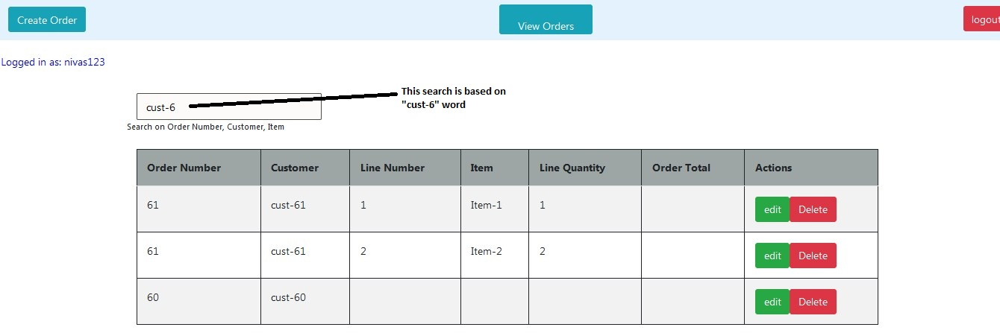 Create Order View Orders logout
Logged in as: nivas123
cust-6
This search is based on
"cust-6" word
Search on Order Number, Customer, Item
Order Number Customer Line Number Item Line Quantity Order Total Actions
61 cust-61 1 Item-1 1 edit Delete
61 cust-61 2 Item-2 2 edit Delete
60 cust-60 edit Delete